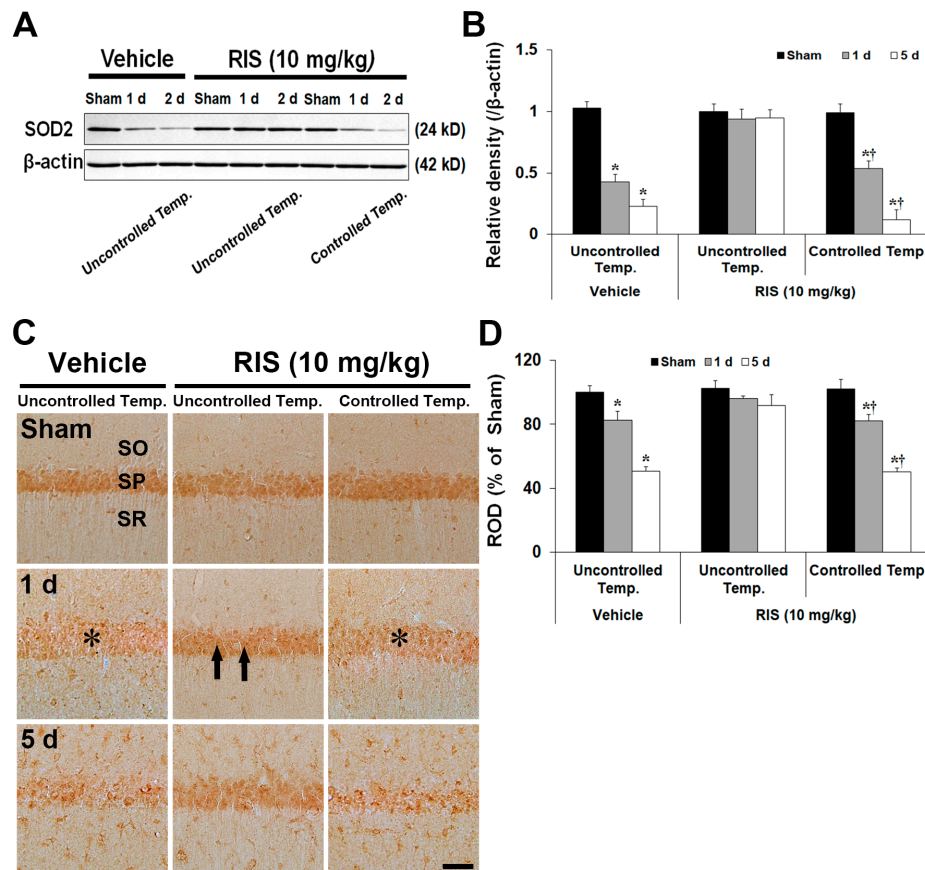 A
Vehicle RIS (10 mg/kg)
Sham 1 d 2 d Sham 1 d 2 d Sham 1 d 2 d
SOD2 (24 kD)
β-actin (42 kD)
Uncontrolled Temp. Uncontrolled Temp. Controlled Temp.
B
Relative density (/β-actin)
Sham 1 d 5 d
1.5
1
0.5
0
* * *† *†
Uncontrolled Temp. Uncontrolled Temp. Controlled Temp
Vehicle RIS (10 mg/kg)
C
Vehicle RIS (10 mg/kg)
Uncontrolled Temp. Uncontrolled Temp. Controlled Temp.
Sham
SO
SP
SR
1 d
* *
5 d
D
ROD (% of Sham)
Sham 1 d 5 d
120
80
40
0
* * *† *†
Uncontrolled Temp. Uncontrolled Temp. Controlled Temp
Vehicle RIS (10 mg/kg)